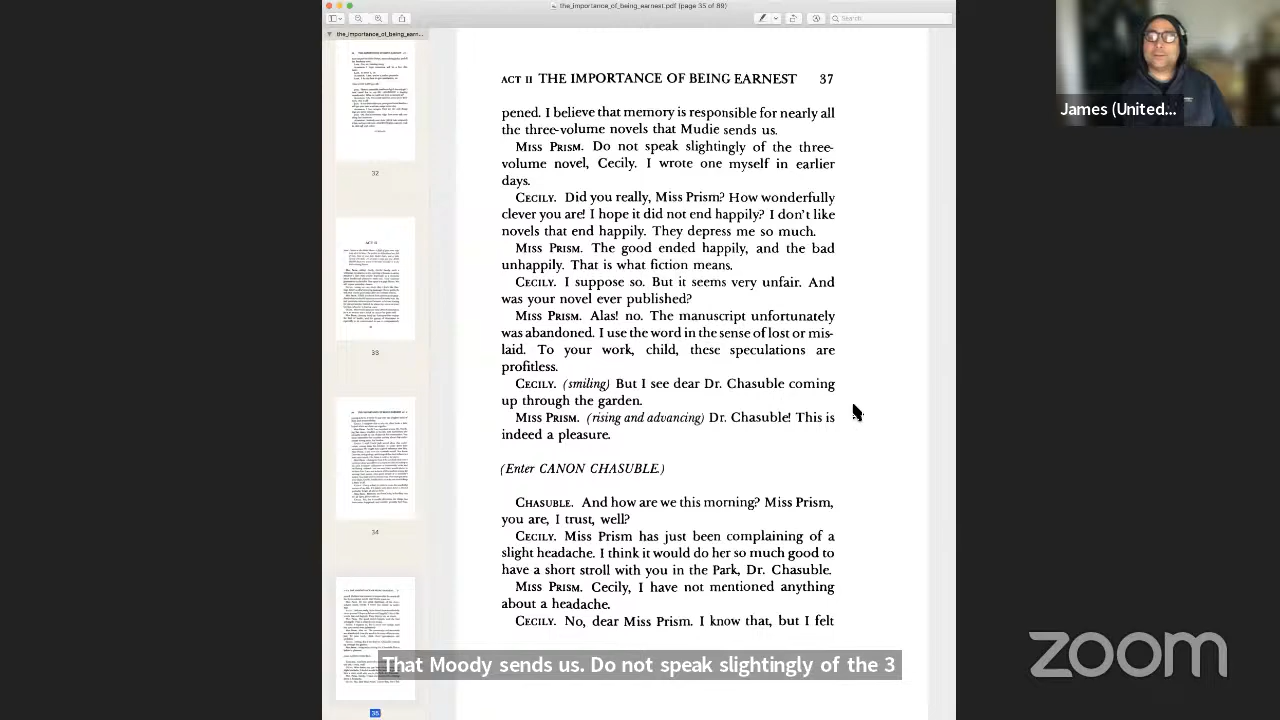 the_importance_of_being_earnest.pdf (page 35 of 89)
Search
the_importance_of_being_earn...
32
33
34
35
ACT II THE IMPORTANCE OF BEING EARNEST 27
people. I believe that Memory is responsible for nearly all
the three-volume novels that Mudie sends us.
MISS PRISM. Do not speak slightingly of the three-
volume novel, Cecily. I wrote one myself in earlier
days.
CECILY. Did you really, Miss Prism? How wonderfully
clever you are! I hope it did not end happily? I don't like
novels that end happily. They depress me so much.
MISS PRISM. The good ended happily, and the bad
unhappily. That is what Fiction means.
CECILY. I suppose so. But it seems very unfair. And
was your novel ever published?
MISS PRISM. Alas! no. The manuscript unfortunately
was abandoned. I use the word in the sense of lost or mis-
laid. To your work, child, these speculations are
profitless.
CECILY. (smiling) But I see dear Dr. Chasuble coming
up through the garden.
MISS PRISM. (rising and advancing) Dr. Chasuble! This is
indeed a pleasure.
(Enter CANON CHASUBLE.)
CHASUBLE. And how are we this morning? Miss Prism,
you are, I trust, well?
CECILY. Miss Prism has just been complaining of a
slight headache. I think it would do her so much good to
have a short stroll with you in the Park, Dr. Chasuble.
MISS PRISM. Cecily, I have not mentioned anything
about a headache.
CECILY. No, dear Miss Prism, I know that, but I felt
That Moody sends us. Do not speak slightingly of the 3
James (United...
zoom